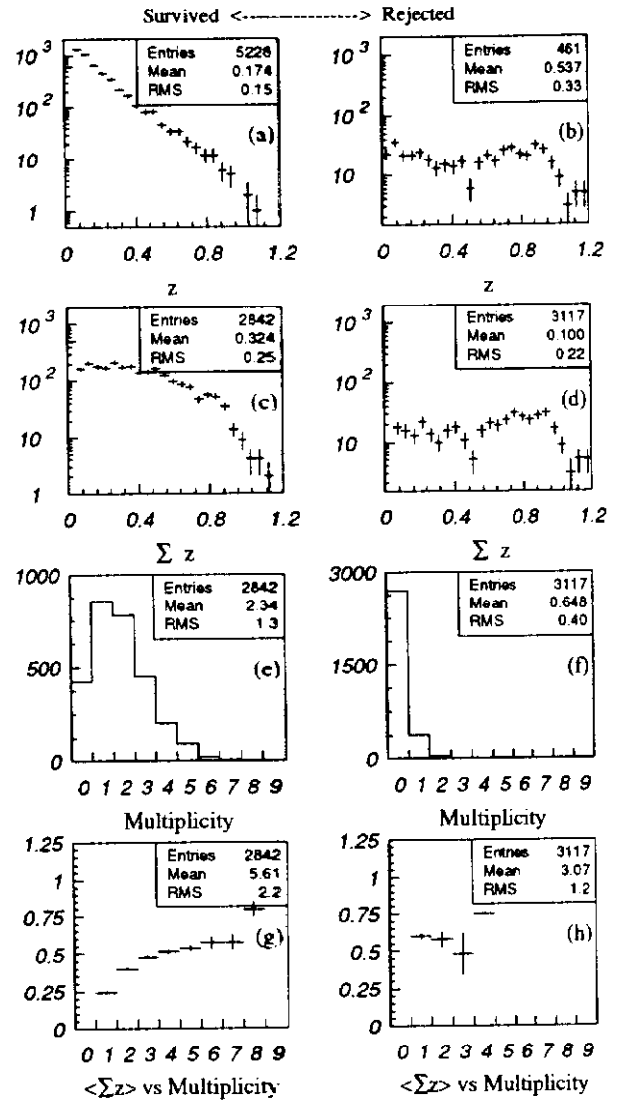 Survived <--------------------> Rejected
Entries 5228
Mean 0.174
RMS 0.15
(a)
10³
10²
10
1
0 0.4 0.8 1.2
z
Entries 461
Mean 0.537
RMS 0.33
(b)
10³
10²
10
0 0.4 0.8 1.2
z
Entries 2842
Mean 0.324
RMS 0.25
(c)
10³
10²
10
1
0 0.4 0.8 1.2
Σ z
Entries 3117
Mean 0.100
RMS 0.22
(d)
10³
10²
10
0 0.4 0.8 1.2
Σ z
Entries 2842
Mean 2.34
RMS 1.3
(e)
1000
500
0
0 1 2 3 4 5 6 7 8 9
Multiplicity
Entries 3117
Mean 0.648
RMS 0.40
(f)
3000
1500
0
0 1 2 3 4 5 6 7 8 9
Multiplicity
Entries 2842
Mean 5.61
RMS 2.2
(g)
1.25
1
0.75
0.5
0.25
0
0 1 2 3 4 5 6 7 8 9
<Σz> vs Multiplicity
Entries 3117
Mean 3.07
RMS 1.2
(h)
1.25
1
0.75
0.5
0.25
0
0 1 2 3 4 5 6 7 8 9
<Σz> vs Multiplicity